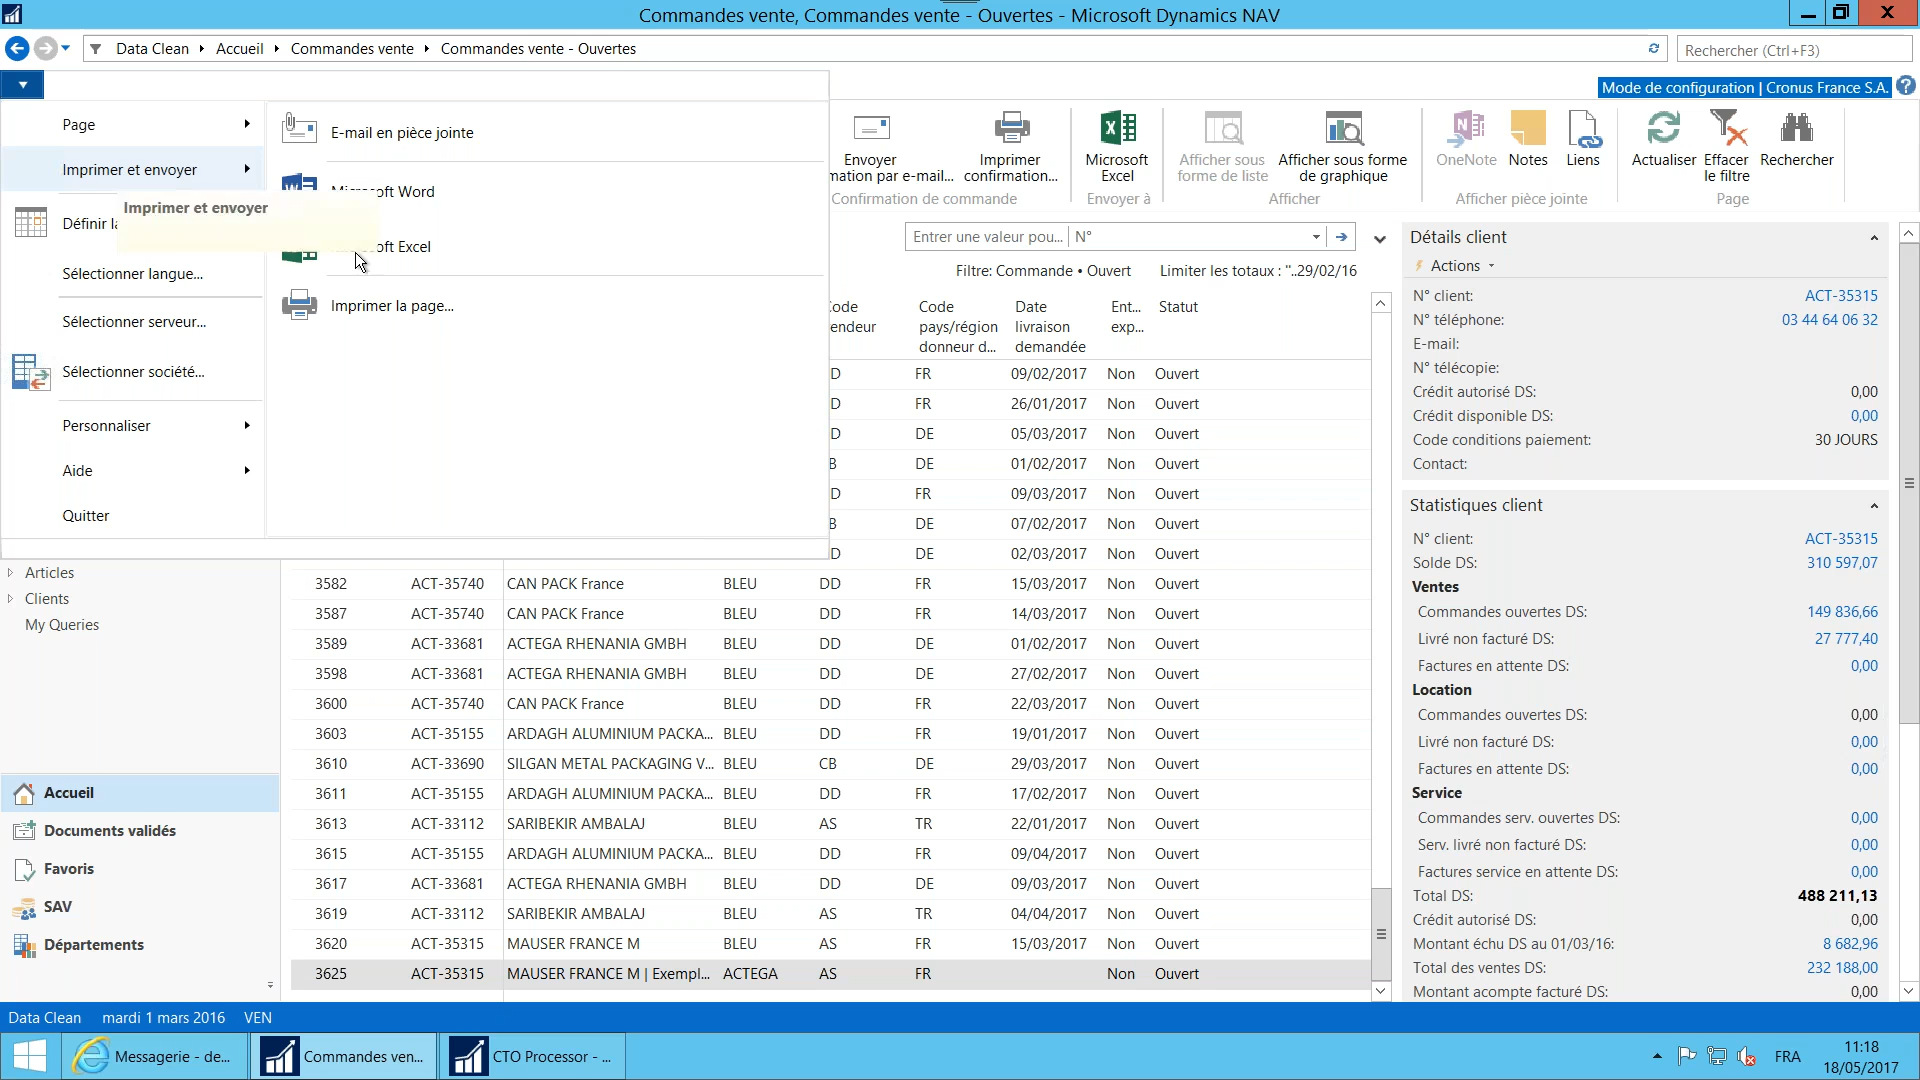 Commandes vente, Commandes vente - Ouvertes - Microsoft Dynamics NAV
Data Clean Accueil Commandes vente Commandes vente - Ouvertes
Rechercher (Ctrl+F3)
Mode de configuration | Cronus France S.A.
Page
Imprimer et envoyer
Imprimer et envoyer
Définir
Sélectionner langue...
Sélectionner serveur...
Sélectionner société...
Personnaliser
Aide
Quitter
E-mail en pièce jointe
Word
Excel
Imprimer la page...
Envoyer
par e-mail...
Imprimer
confirmation...
Confirmation de commande
Microsoft
Excel
Envoyer à
Afficher sous
forme de liste
Afficher sous forme
de graphique
Afficher
OneNote
Notes
Liens
Afficher pièce jointe
Actualiser
Effacer
le filtre
Rechercher
Page
Entrer une valeur pou... N°
Filtre: Commande • Ouvert Limiter les totaux : ''..29/02/16
Code
pays/région
donneur d...
Date
livraison
demandée
Ent...
exp...
Statut
D FR 09/02/2017 Non Ouvert
D FR 26/01/2017 Non Ouvert
D DE 05/03/2017 Non Ouvert
B DE 01/02/2017 Non Ouvert
D FR 09/03/2017 Non Ouvert
B DE 07/02/2017 Non Ouvert
D DE 02/03/2017 Non Ouvert
3582 ACT-35740 CAN PACK France BLEU DD FR 15/03/2017 Non Ouvert
3587 ACT-35740 CAN PACK France BLEU DD FR 14/03/2017 Non Ouvert
3589 ACT-33681 ACTEGA RHENANIA GMBH BLEU DD DE 01/02/2017 Non Ouvert
3598 ACT-33681 ACTEGA RHENANIA GMBH BLEU DD DE 27/02/2017 Non Ouvert
3600 ACT-35740 CAN PACK France BLEU DD FR 22/03/2017 Non Ouvert
3603 ACT-35155 ARDAGH ALUMINIUM PACKA... BLEU DD FR 19/01/2017 Non Ouvert
3610 ACT-33690 SILGAN METAL PACKAGING V... BLEU CB DE 29/03/2017 Non Ouvert
3611 ACT-35155 ARDAGH ALUMINIUM PACKA... BLEU DD FR 17/02/2017 Non Ouvert
3613 ACT-33112 SARIBEKIR AMBALAJ BLEU AS TR 22/01/2017 Non Ouvert
3615 ACT-35155 ARDAGH ALUMINIUM PACKA... BLEU DD FR 09/04/2017 Non Ouvert
3617 ACT-33681 ACTEGA RHENANIA GMBH BLEU DD DE 09/03/2017 Non Ouvert
3619 ACT-33112 SARIBEKIR AMBALAJ BLEU AS TR 04/04/2017 Non Ouvert
3620 ACT-35315 MAUSER FRANCE M BLEU AS FR 15/03/2017 Non Ouvert
3625 ACT-35315 MAUSER FRANCE M | Exempl... ACTEGA AS FR Non Ouvert
Articles
Clients
My Queries
Accueil
Documents validés
Favoris
SAV
Départements
Détails client
Actions
N° client: ACT-35315
N° téléphone: 03 44 64 06 32
E-mail:
N° télécopie:
Crédit autorisé DS: 0,00
Crédit disponible DS: 0,00
Code conditions paiement: 30 JOURS
Contact:
Statistiques client
N° client: ACT-35315
Solde DS: 310 597,07
Ventes
Commandes ouvertes DS: 149 836,66
Livré non facturé DS: 27 777,40
Factures en attente DS: 0,00
Location
Commandes ouvertes DS: 0,00
Livré non facturé DS: 0,00
Factures en attente DS: 0,00
Service
Commandes serv. ouvertes DS: 0,00
Serv. livré non facturé DS: 0,00
Factures service en attente DS: 0,00
Total DS: 488 211,13
Crédit autorisé DS: 0,00
Montant échu DS au 01/03/16: 8 682,96
Total des ventes DS: 232 188,00
Montant acompte facturé DS: 0,00
Data Clean mardi 1 mars 2016 VEN
Messagerie - de... Commandes ven... CTO Processor - ...
FRA
11:18
18/05/2017